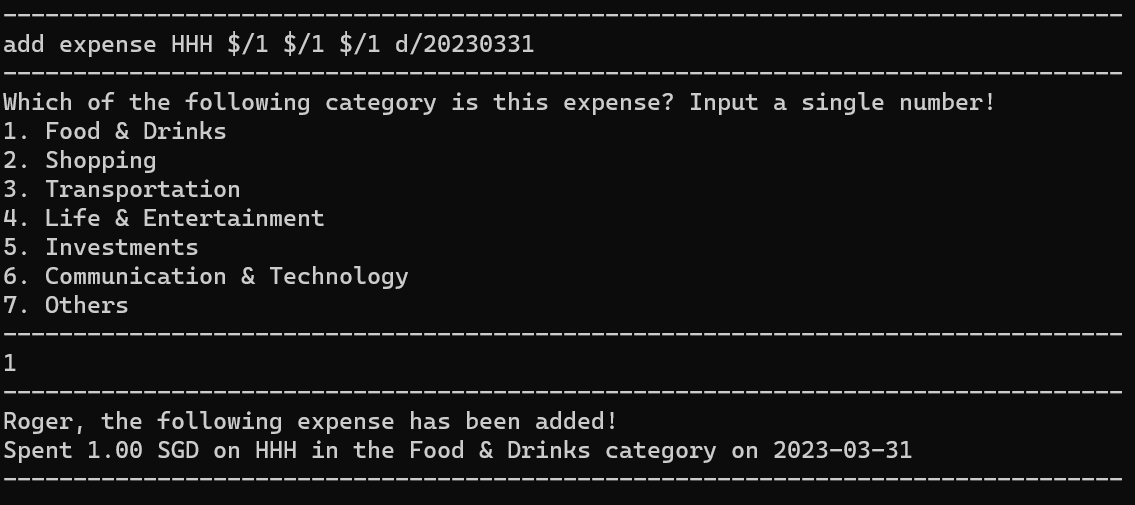 --------------------------------------------------------------------------------
add expense HHH $/1 $/1 $/1 d/20230331
--------------------------------------------------------------------------------
Which of the following category is this expense? Input a single number!
1. Food & Drinks
2. Shopping
3. Transportation
4. Life & Entertainment
5. Investments
6. Communication & Technology
7. Others
--------------------------------------------------------------------------------
1
--------------------------------------------------------------------------------
Roger, the following expense has been added!
Spent 1.00 SGD on HHH in the Food & Drinks category on 2023-03-31
--------------------------------------------------------------------------------